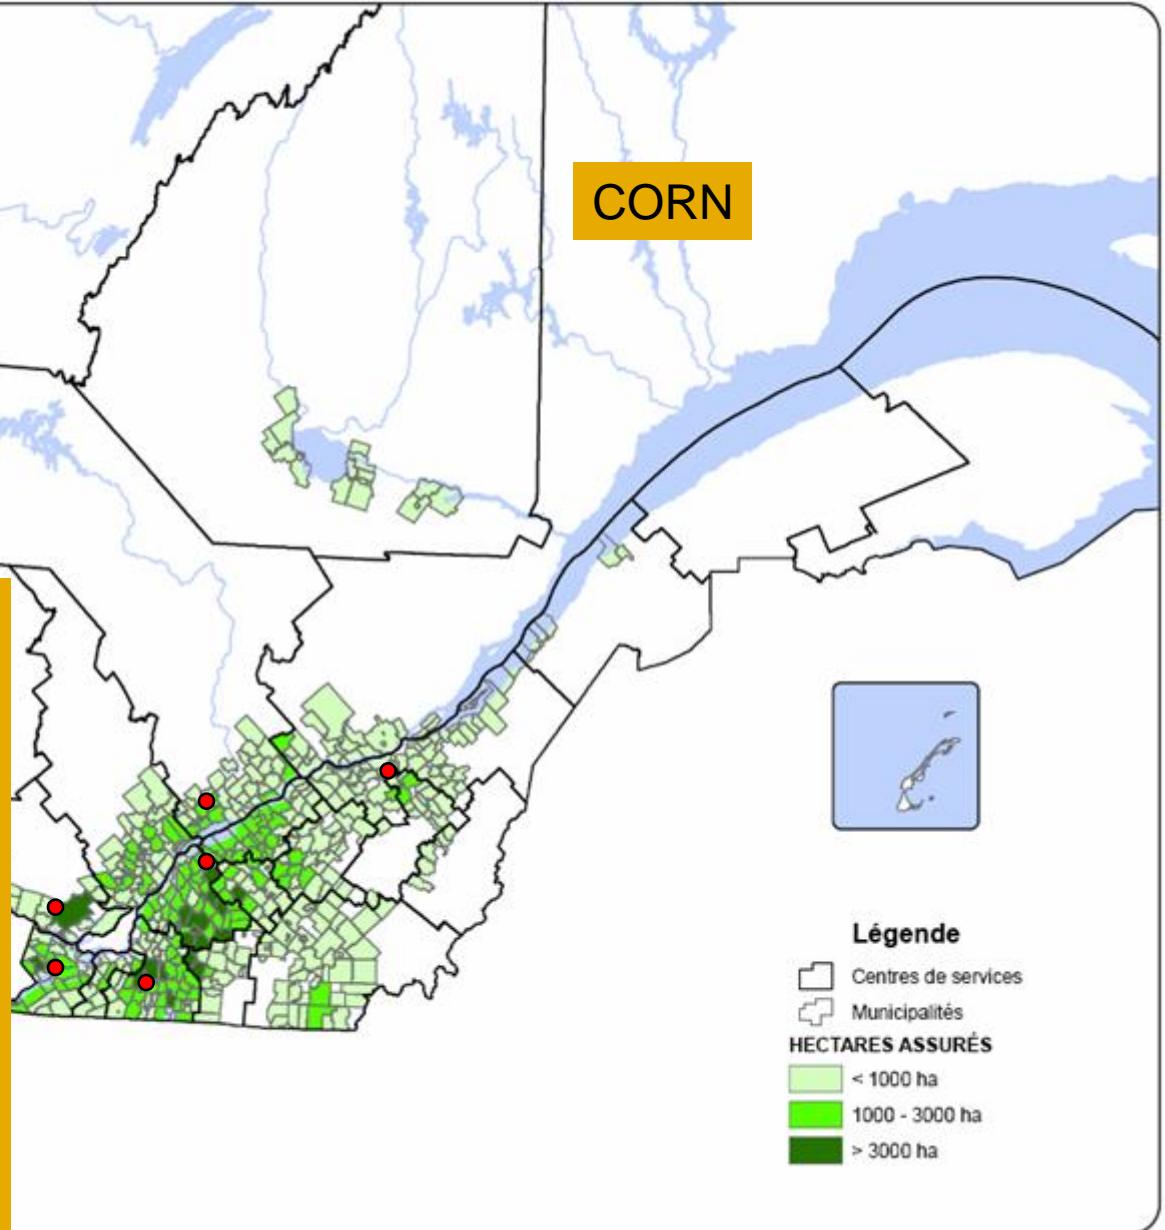 CORN
Légende
Centres de services
Municipalités
HECTARES ASSURÉS
< 1000 ha
1000 - 3000 ha
> 3000 ha